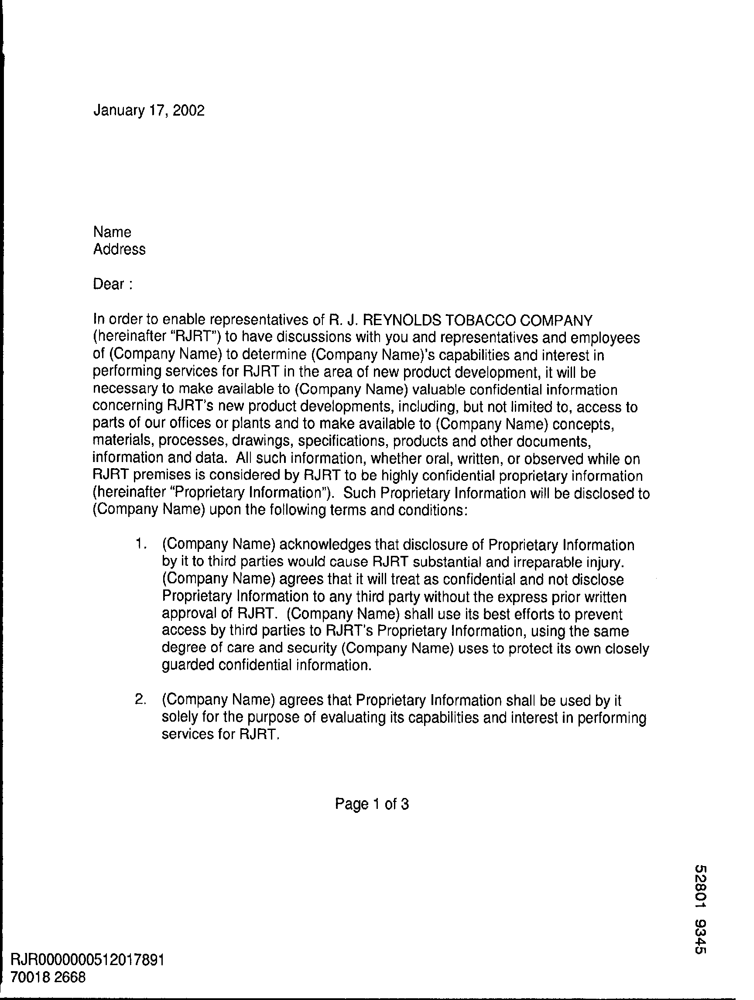 January 17, 2002
Name
Address
Dear :
In order to enable representatives of R. J. REYNOLDS TOBACCO COMPANY
(hereinafter “RJRT”) to have discussions with you and representatives and employees
of (Company Name) to determine (Company Name)'s capabilities and interest in
performing services for RJRT in the area of new product development, it will be
necessary to make available to (Company Name) valuable confidential information
concerning RJRT's new product developments, including, but not limited to, access to
parts of our offices or plants and to make available to (Company Name) concepts,
materials, processes, drawings, specifications, products and other documents,
information and data. All such information, whether oral, written, or observed while on
RJRT premises is considered by RJRT to be highly confidential proprietary information
(hereinafter “Proprietary Information”). Such Proprietary Information will be disclosed to
(Company Name) upon the following terms and conditions:
1. (Company Name) acknowledges that disclosure of Proprietary Information
by it to third parties would cause RJRT substantial and irreparable injury.
(Company Name) agrees that it will treat as confidential and not disclose
Proprietary Information to any third party without the express prior written
approval of RJRT. (Company Name) shall use its best efforts to prevent
access by third parties to RJRT's Proprietary Information, using the same
degree of care and security (Company Name) uses to protect its own closely
guarded confidential information.
2. (Company Name) agrees that Proprietary Information shall be used by it
solely for the purpose of evaluating its capabilities and interest in performing
services for RJRT.
Page 1 of 3
52801 9345
RJR0000000512017891
70018 2668